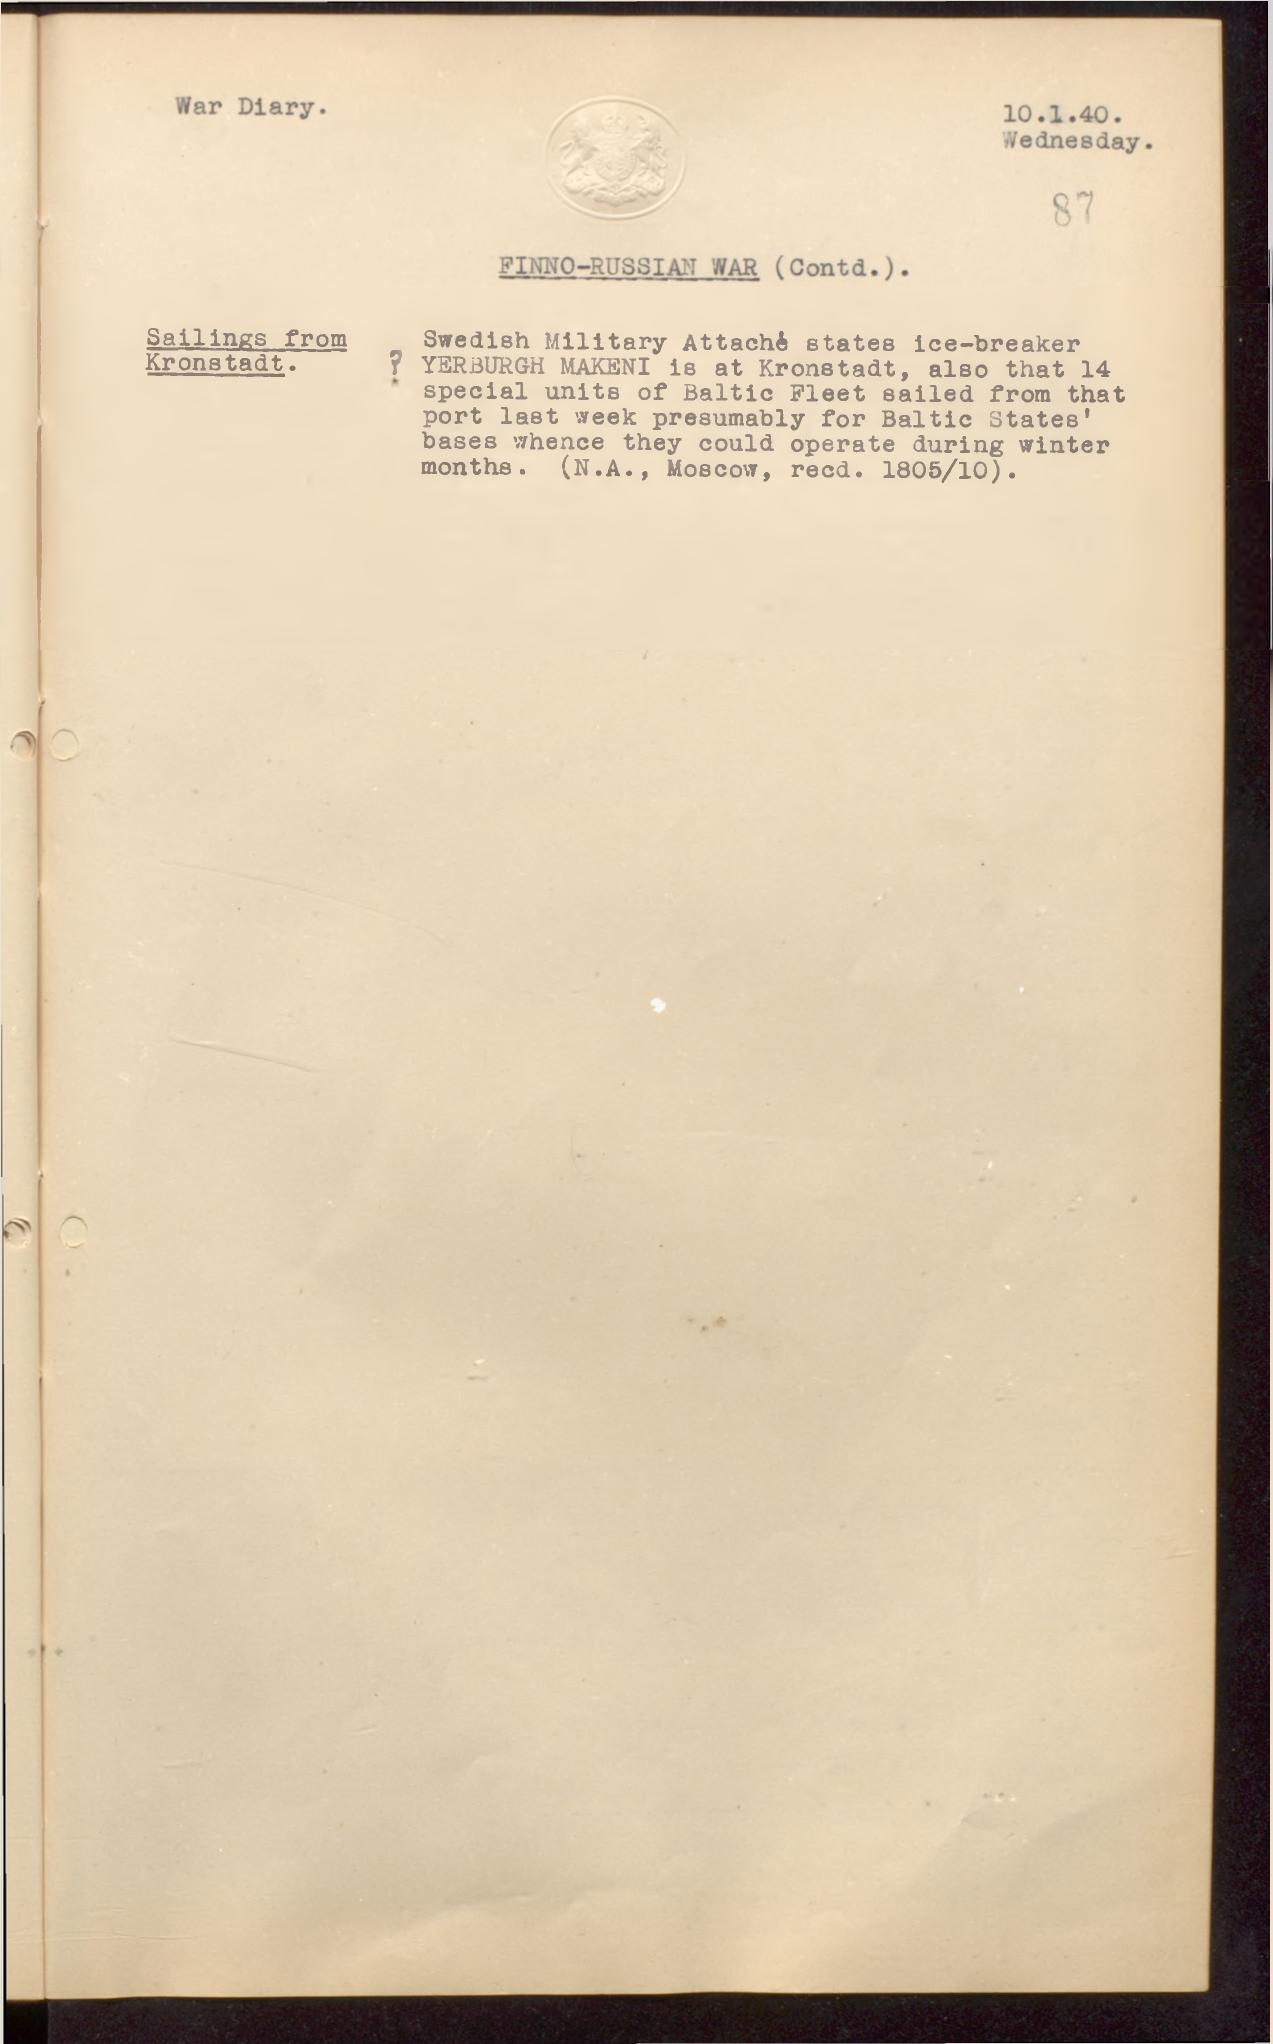 War Diary.
10.1.40.
Wednesday.
87
FINNO-RUSSIAN WAR (Contd.).
Sailings from
Kronstadt.
Swedish Military Attaché states ice-breaker
? YERBURGH MAKENI is at Kronstadt, also that 14
special units of Baltic Fleet sailed from that
port last week presumably for Baltic States'
bases whence they could operate during winter
months. (N.A., Moscow, recd. 1805/10).